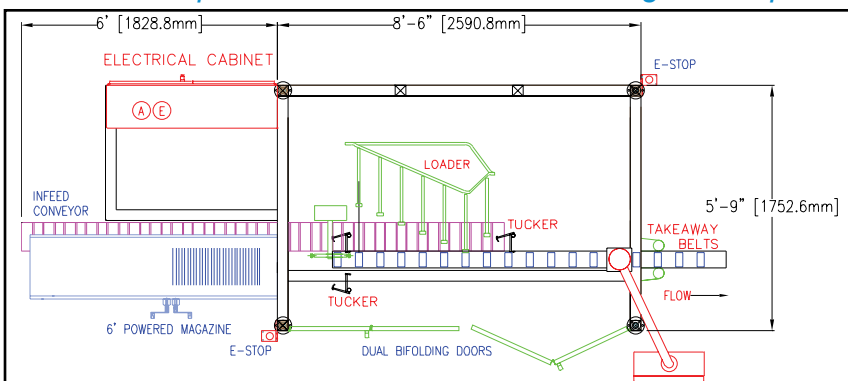 6' [1828.8mm]
8'-6" [2590.8mm]
ELECTRICAL CABINET
E-STOP
A E
LOADER
5'-9" [1752.6mm]
INFEED
CONVEYOR
TUCKER
TAKEAWAY
BELTS
TUCKER
FLOW
6' POWERED MAGAZINE
E-STOP
DUAL BIFOLDING DOORS